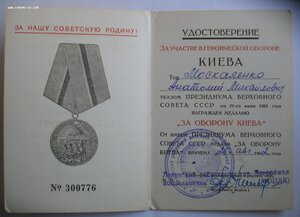 ЗА НАШУ СОВЕТСКУЮ РОДИНУ!
№ 300776
УДОСТОВЕРЕНИЕ
ЗА УЧАСТИЕ В ГЕРОИЧЕСКОЙ ОБОРОНЕ
КИЕВА
Тов. Москаленко
Анатолий Михайлович
УКАЗОМ ПРЕЗИДИУМА ВЕРХОВНОГО
СОВЕТА СССР от 21-го июня 1961 года
НАГРАЖДЕН МЕДАЛЬЮ
„ЗА ОБОРОНУ КИЕВА"
От имени ПРЕЗИДИУМА ВЕРХОВНОГО
СОВЕТА СССР МЕДАЛЬ „ЗА ОБОРОНУ
КИЕВА" ВРУЧЕНА